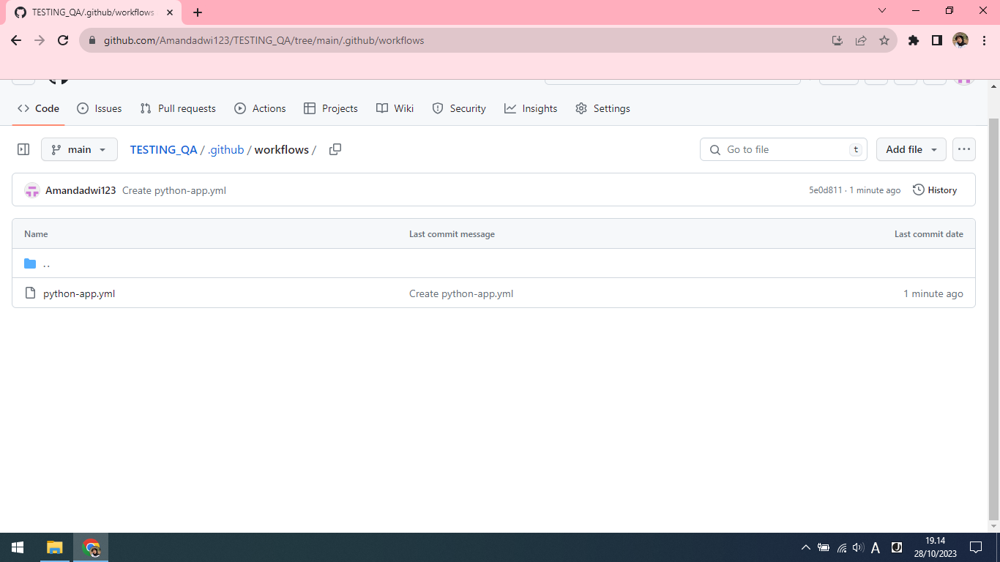 TESTING_QA/.github/workflows
github.com/Amandadwi123/TESTING_QA/tree/main/.github/workflows
Code Issues Pull requests Actions Projects Wiki Security Insights Settings
main TESTING_QA / .github / workflows / Go to file t Add file
Amandadwi123 Create python-app.yml 5e0d811 · 1 minute ago History
Name Last commit message Last commit date
..
python-app.yml Create python-app.yml 1 minute ago
A 19.14
28/10/2023